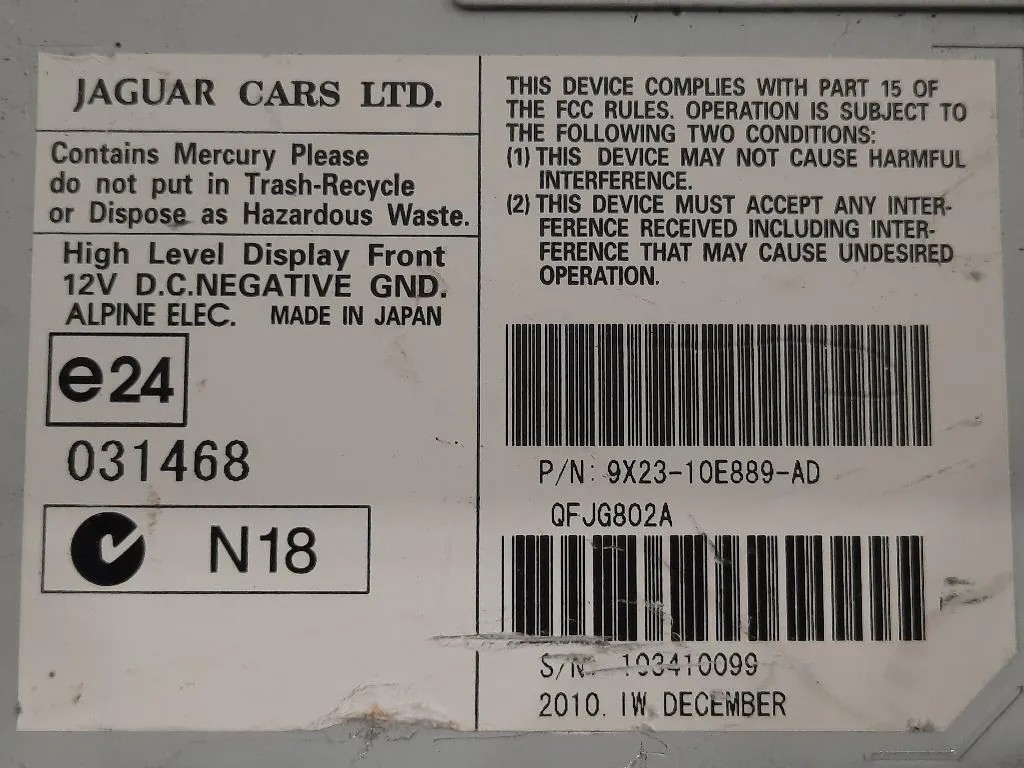 JAGUAR CARS LTD.
Contains Mercury Please
do not put in Trash-Recycle
or Dispose as Hazardous Waste.
High Level Display Front
12V D.C.NEGATIVE GND.
ALPINE ELEC. MADE IN JAPAN
e24
031468
N18
THIS DEVICE COMPLIES WITH PART 15 OF
THE FCC RULES. OPERATION IS SUBJECT TO
THE FOLLOWING TWO CONDITIONS:
(1) THIS DEVICE MAY NOT CAUSE HARMFUL
INTERFERENCE.
(2) THIS DEVICE MUST ACCEPT ANY INTER-
FERENCE RECEIVED INCLUDING INTER-
FERENCE THAT MAY CAUSE UNDESIRED
OPERATION.
P/N: 9X23-10E889-AD
QFJG802A
S/N. 103410099
2010. IW. DECEMBER